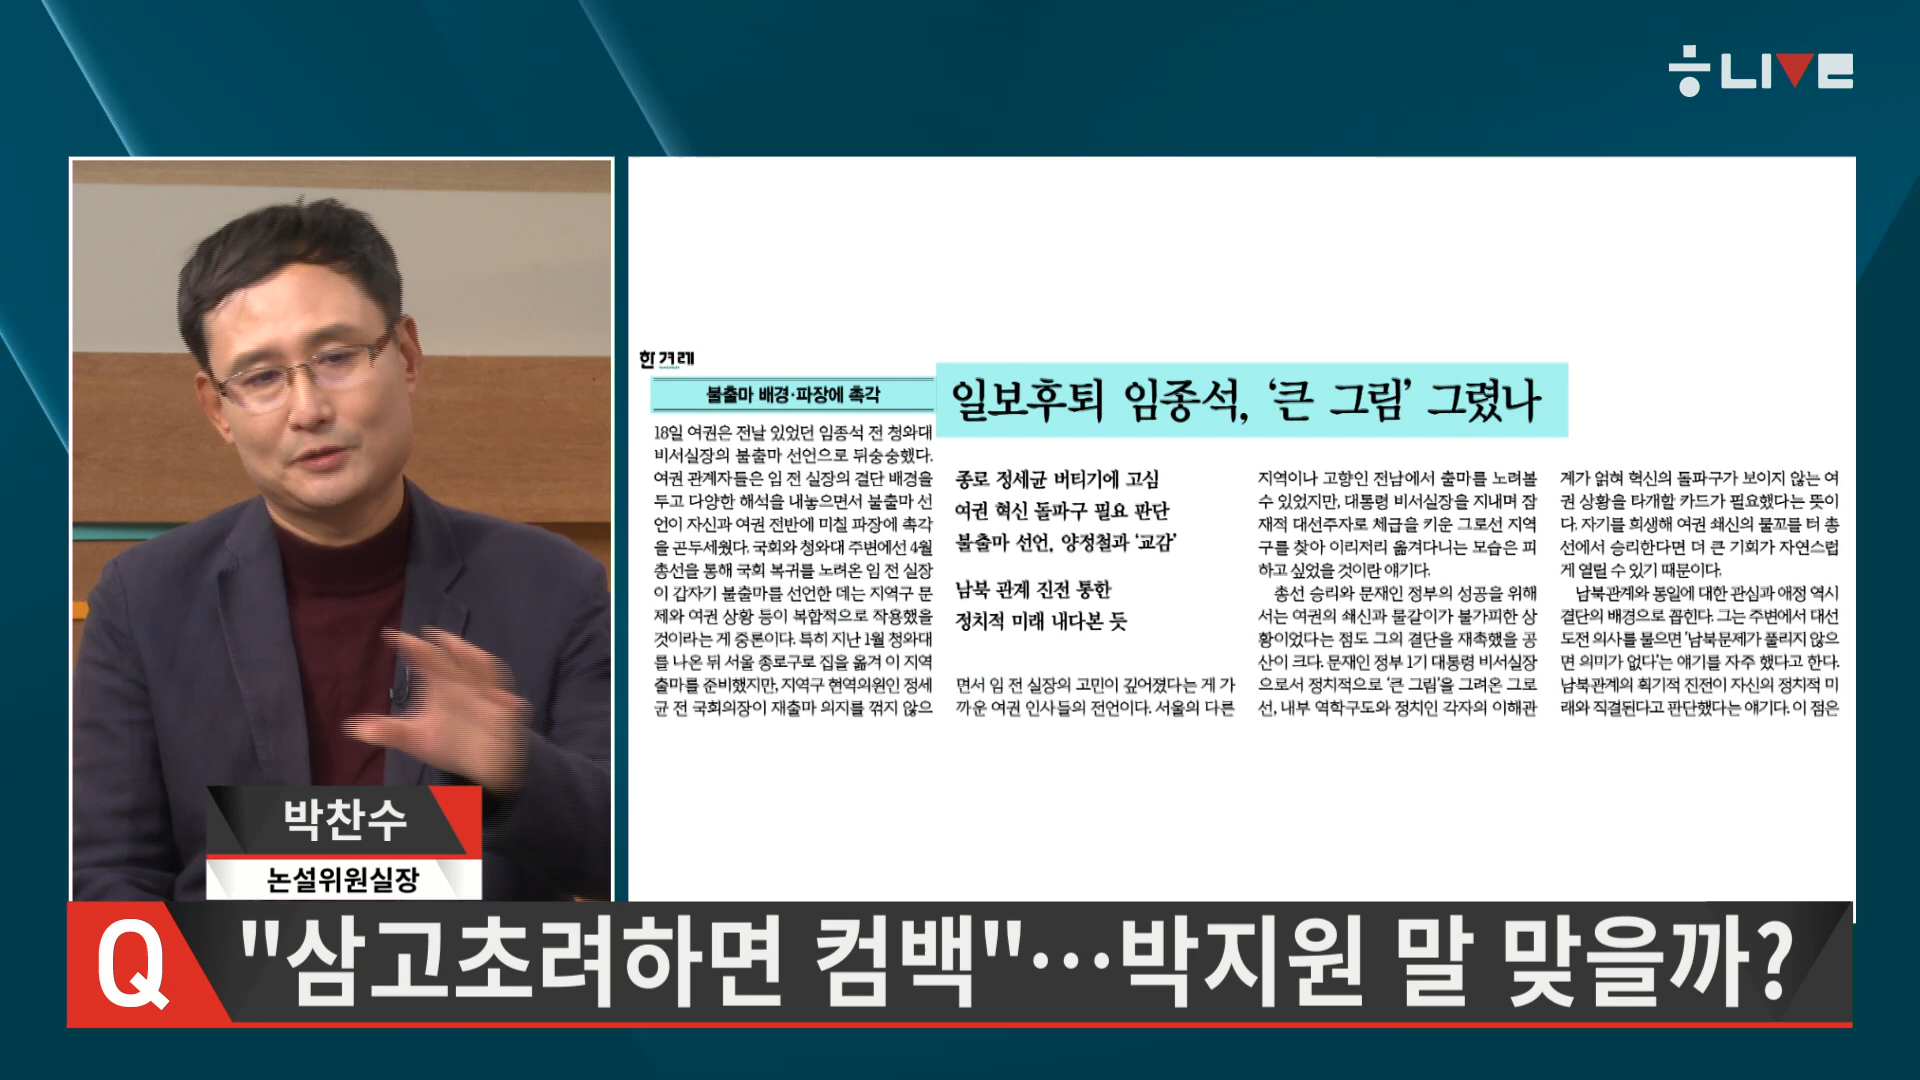 LIVE
한겨레
불출마 배경·파장에 촉각
일보후퇴 임종석, ‘큰 그림’ 그렸나
18일 여권은 전날 있었던 임종석 전 청와대
비서실장의 불출마 선언으로 뒤숭숭했다.
여권 관계자들은 임 전 실장의 결단 배경을
두고 다양한 해석을 내놓으면서 불출마 선
언이 자신과 여권 전반에 미칠 파장에 촉각
을 곤두세웠다. 국회와 청와대 주변에선 4월
총선을 통해 국회 복귀를 노려온 임 전 실장
이 갑자기 불출마를 선언한 데는 지역구 문
제와 여권 상황 등이 복합적으로 작용했을
것이라는 게 중론이다. 특히 지난 1월 청와대
를 나온 뒤 서울 종로구로 집을 옮겨 이 지역
출마를 준비했지만, 지역구 현역의원인 정세
균 전 국회의장이 재출마 의지를 꺾지 않으
종로 정세균 버티기에 고심
여권 혁신 돌파구 필요 판단
불출마 선언, 양정철과 ‘교감’
남북 관계 진전 통한
정치적 미래 내다본 듯
면서 임 전 실장의 고민이 깊어졌다는 게 가
까운 여권 인사들의 전언이다. 서울의 다른
지역이나 고향인 전남에서 출마를 노려볼
수 있었지만, 대통령 비서실장을 지내며 잠
재적 대선주자로 체급을 키운 그로선 지역
구를 찾아 이리저리 옮겨다니는 모습은 피
하고 싶었을 것이란 얘기다.
총선 승리와 문재인 정부의 성공을 위해
서는 여권의 쇄신과 물갈이가 불가피한 상
황이었다는 점도 그의 결단을 재촉했을 공
산이 크다. 문재인 정부 1기 대통령 비서실장
으로서 정치적으로 ‘큰 그림’을 그려온 그로
선, 내부 역학구도와 정치인 각자의 이해관
계가 얽혀 혁신의 돌파구가 보이지 않는 여
권 상황을 타개할 카드가 필요했다는 뜻이
다. 자기를 희생해 여권 쇄신의 물꼬를 터 총
선에서 승리한다면 더 큰 기회가 자연스럽
게 열릴 수 있기 때문이다.
남북관계와 통일에 대한 관심과 애정 역시
결단의 배경으로 꼽힌다. 그는 주변에서 대선
도전 의사를 물으면 ‘남북문제가 풀리지 않으
면 의미가 없다’는 얘기를 자주 했다고 한다.
남북관계의 획기적 진전이 자신의 정치적 미
래와 직결된다고 판단했다는 얘기다. 이 점은
박찬수
논설위원실장
Q "삼고초려하면 컴백"…박지원 말 맞을까?